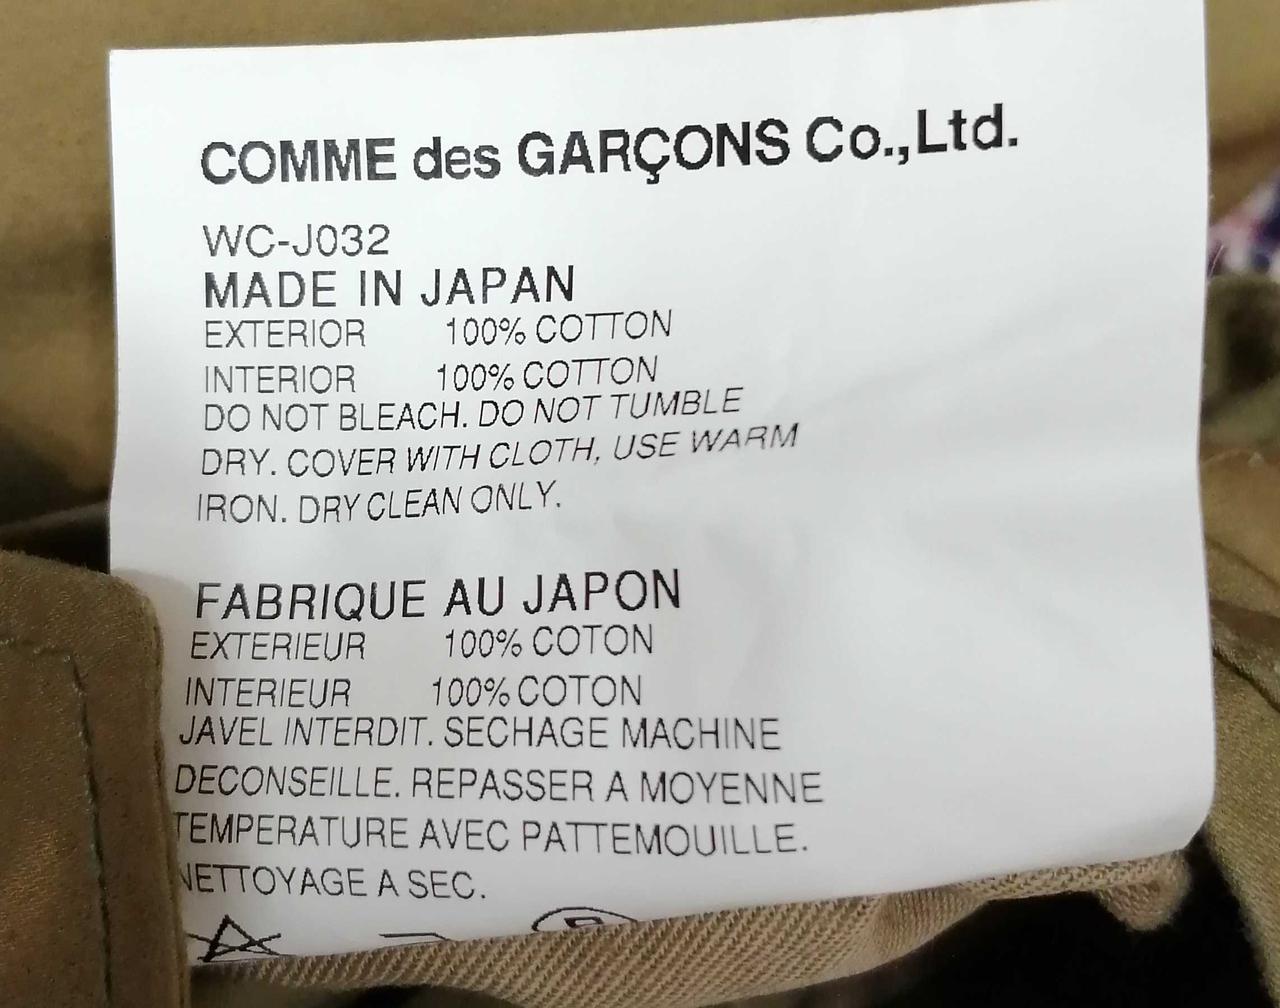 COMME des GARÇONS Co.,Ltd.
WC-J032
MADE IN JAPAN
EXTERIOR 100% COTTON
INTERIOR 100% COTTON
DO NOT BLEACH. DO NOT TUMBLE
DRY. COVER WITH CLOTH, USE WARM
IRON. DRY CLEAN ONLY.
FABRIQUE AU JAPON
EXTERIEUR 100% COTON
INTERIEUR 100% COTON
JAVEL INTERDIT. SECHAGE MACHINE
DECONSEILLE. REPASSER A MOYENNE
TEMPERATURE AVEC PATTEMOUILLE.
NETTOYAGE A SEC.